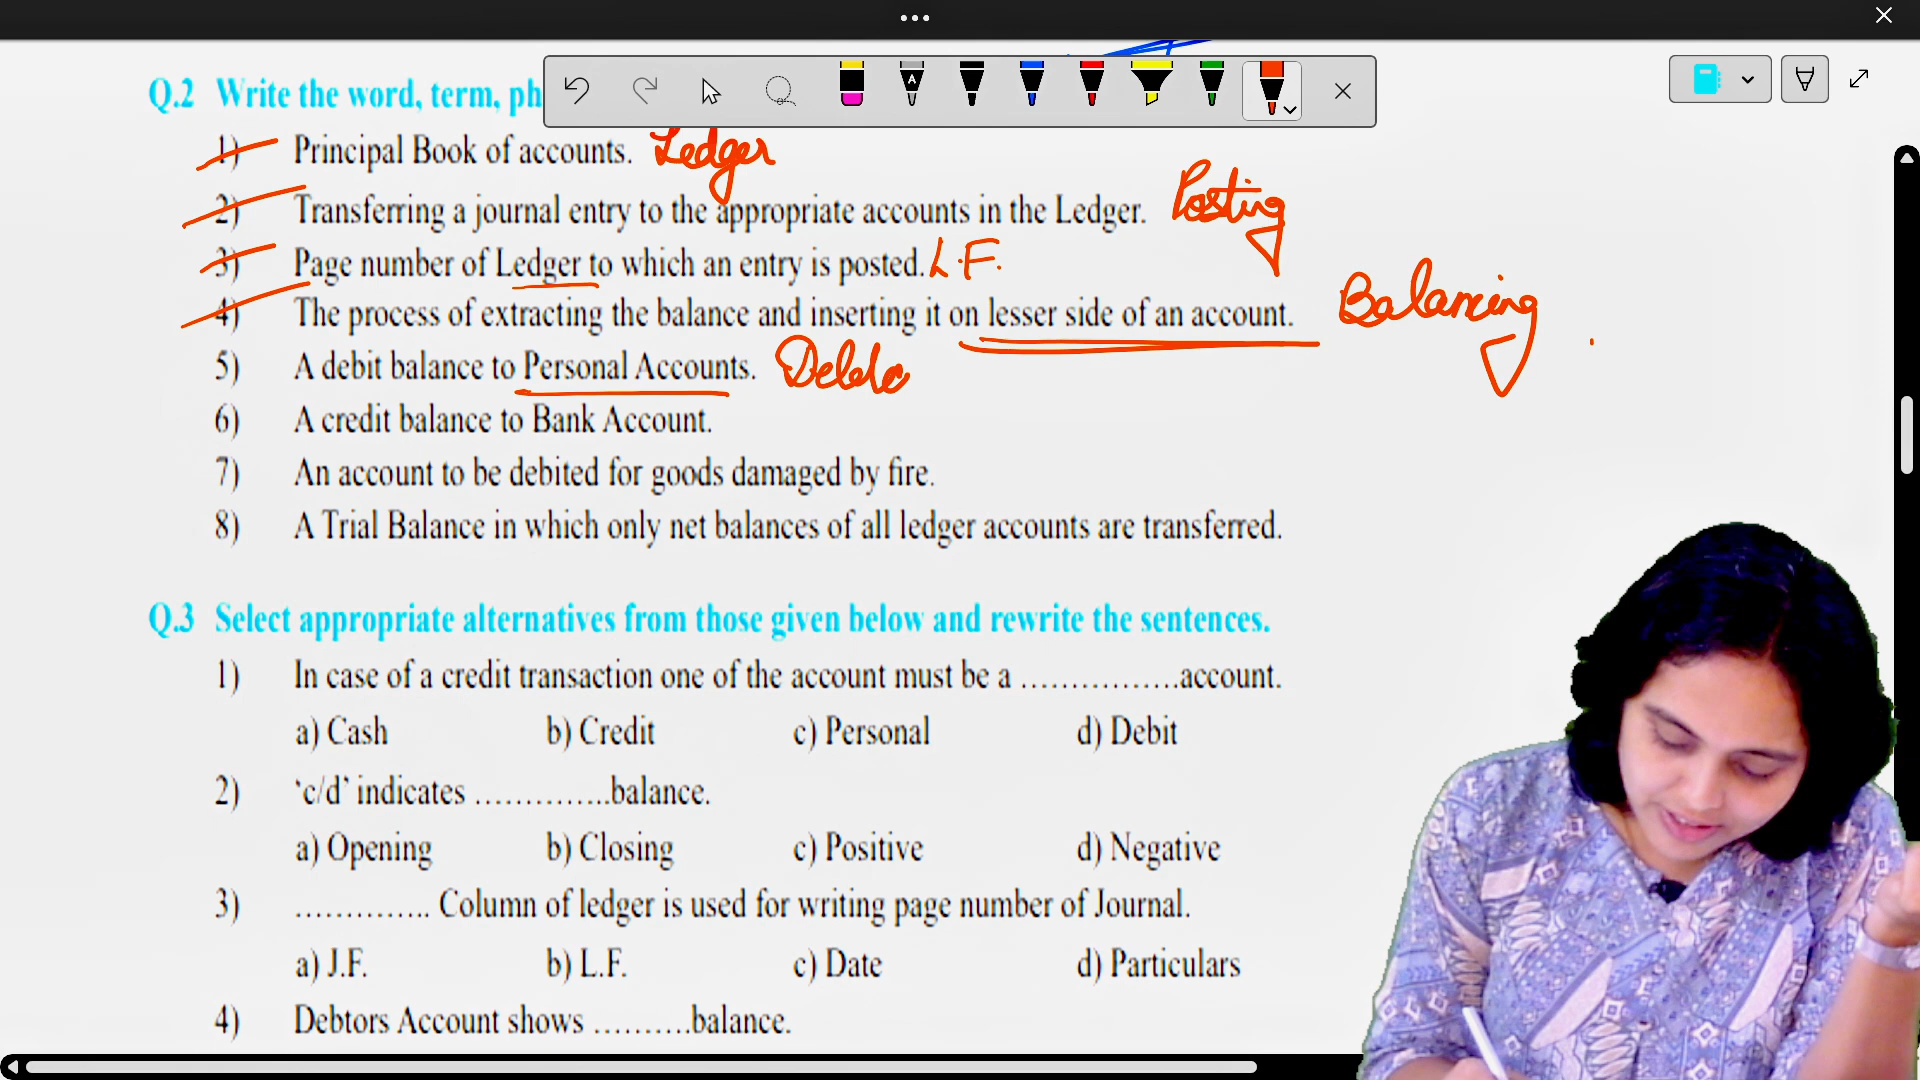 Q.2 Write the word, term, ph
1) Principal Book of accounts. Ledger
2) Transferring a journal entry to the appropriate accounts in the Ledger. Posting
3) Page number of Ledger to which an entry is posted. L.F.
4) The process of extracting the balance and inserting it on lesser side of an account. Balancing
5) A debit balance to Personal Accounts.
6) A credit balance to Bank Account.
7) An account to be debited for goods damaged by fire.
8) A Trial Balance in which only net balances of all ledger accounts are transferred.
Q.3 Select appropriate alternatives from those given below and rewrite the sentences.
1) In case of a credit transaction one of the account must be a ................account.
a) Cash b) Credit c) Personal d) Debit
2) ‘c/d’ indicates ..............balance.
a) Opening b) Closing c) Positive d) Negative
3) .............. Column of ledger is used for writing page number of Journal.
a) J.F. b) L.F. c) Date d) Particulars
4) Debtors Account shows ..........balance.